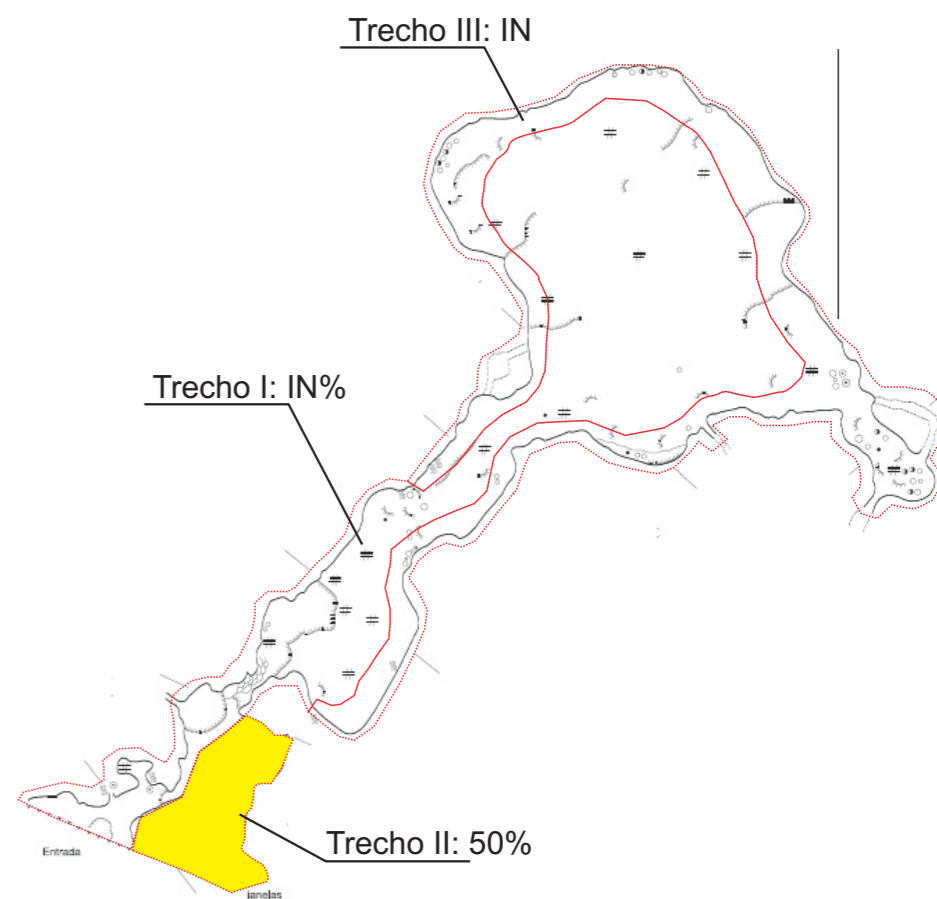 Trecho III: IN
Trecho I: IN%
Trecho II: 50%
Entrada
janelas